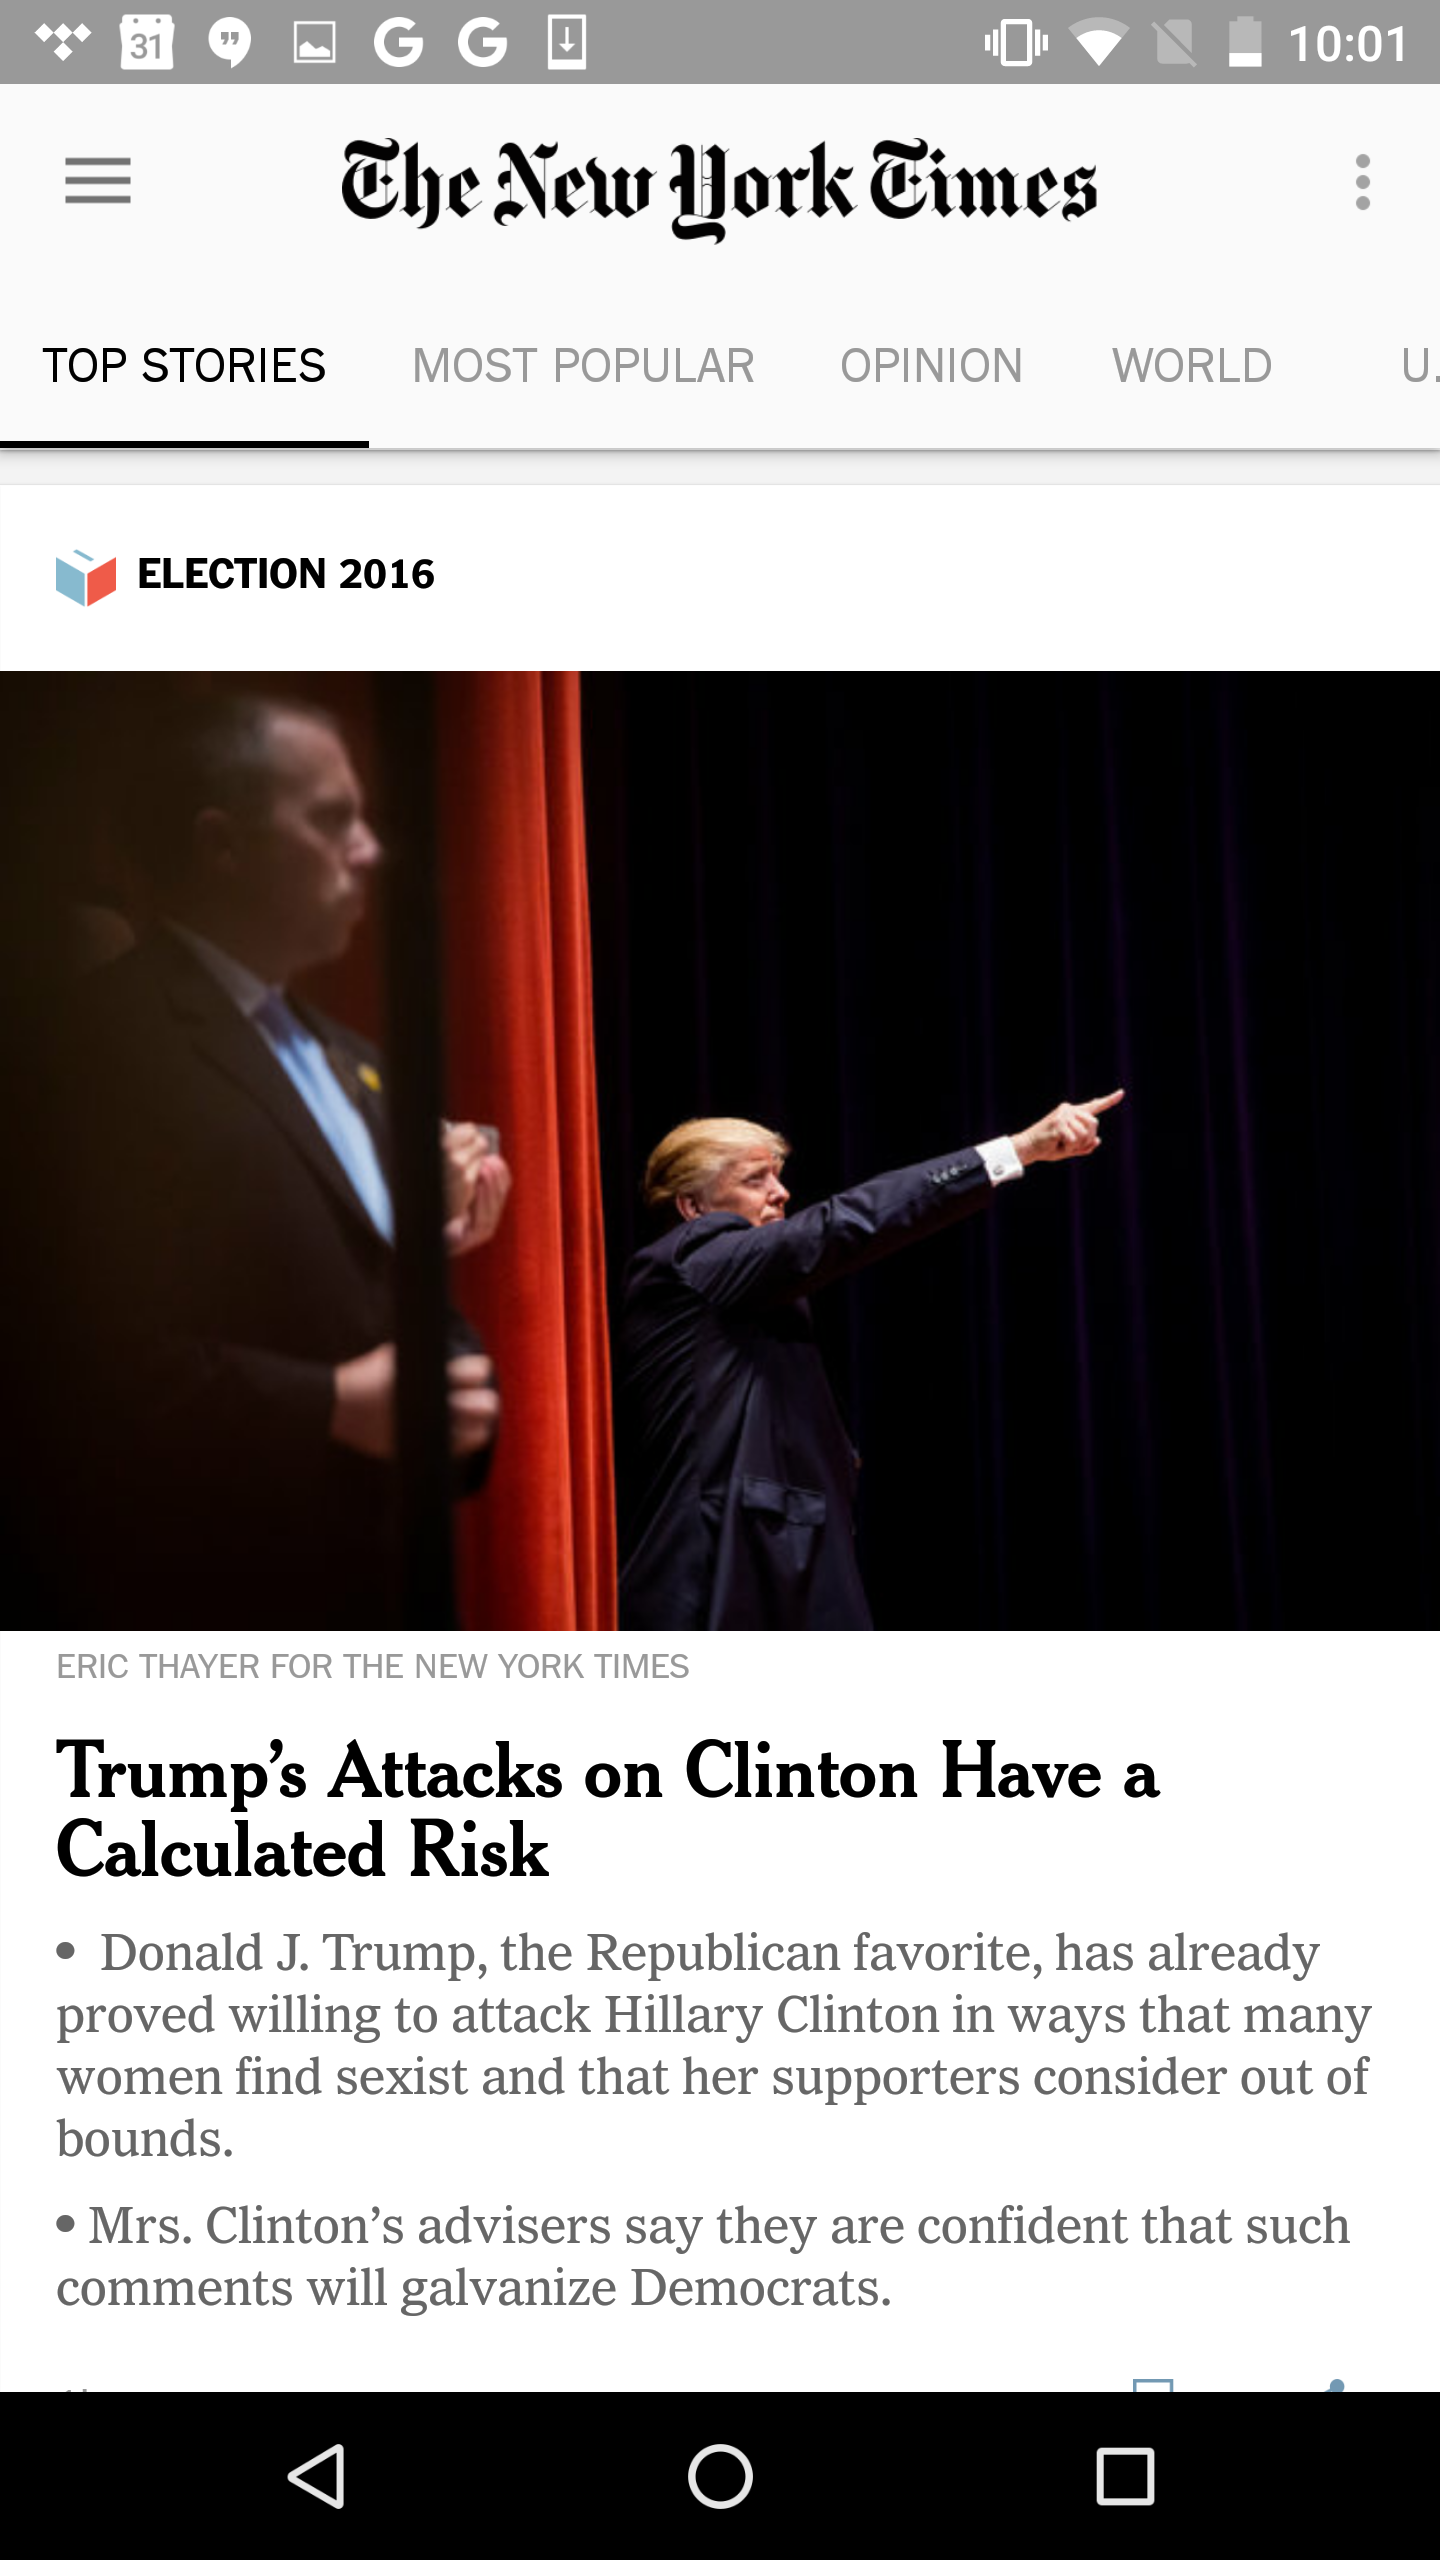 31
10:01
The New York Times
TOP STORIES MOST POPULAR OPINION WORLD U.
ELECTION 2016
ERIC THAYER FOR THE NEW YORK TIMES
Trump’s Attacks on Clinton Have a
Calculated Risk
• Donald J. Trump, the Republican favorite, has already
proved willing to attack Hillary Clinton in ways that many
women find sexist and that her supporters consider out of
bounds.
• Mrs. Clinton’s advisers say they are confident that such
comments will galvanize Democrats.